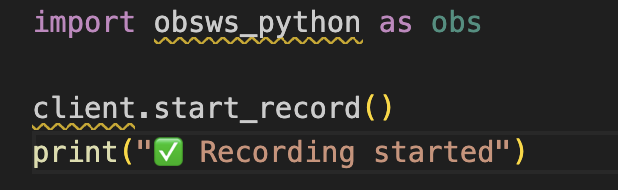 import obsws_python as obs
client.start_record()
print("✅ Recording started")